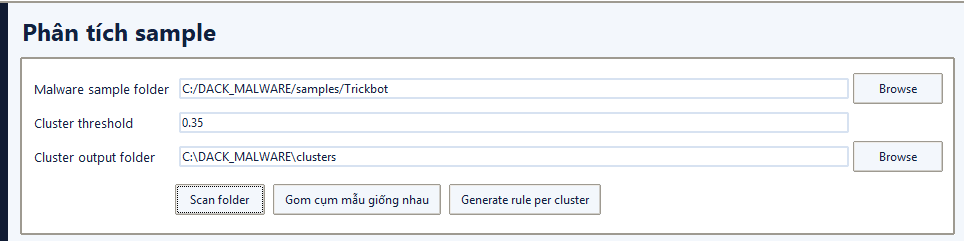 Phân tích sample
Malware sample folder C:/DACK_MALWARE/samples/Trickbot Browse
Cluster threshold 0.35
Cluster output folder C:\DACK_MALWARE\clusters Browse
Scan folder Gom cụm mẫu giống nhau Generate rule per cluster